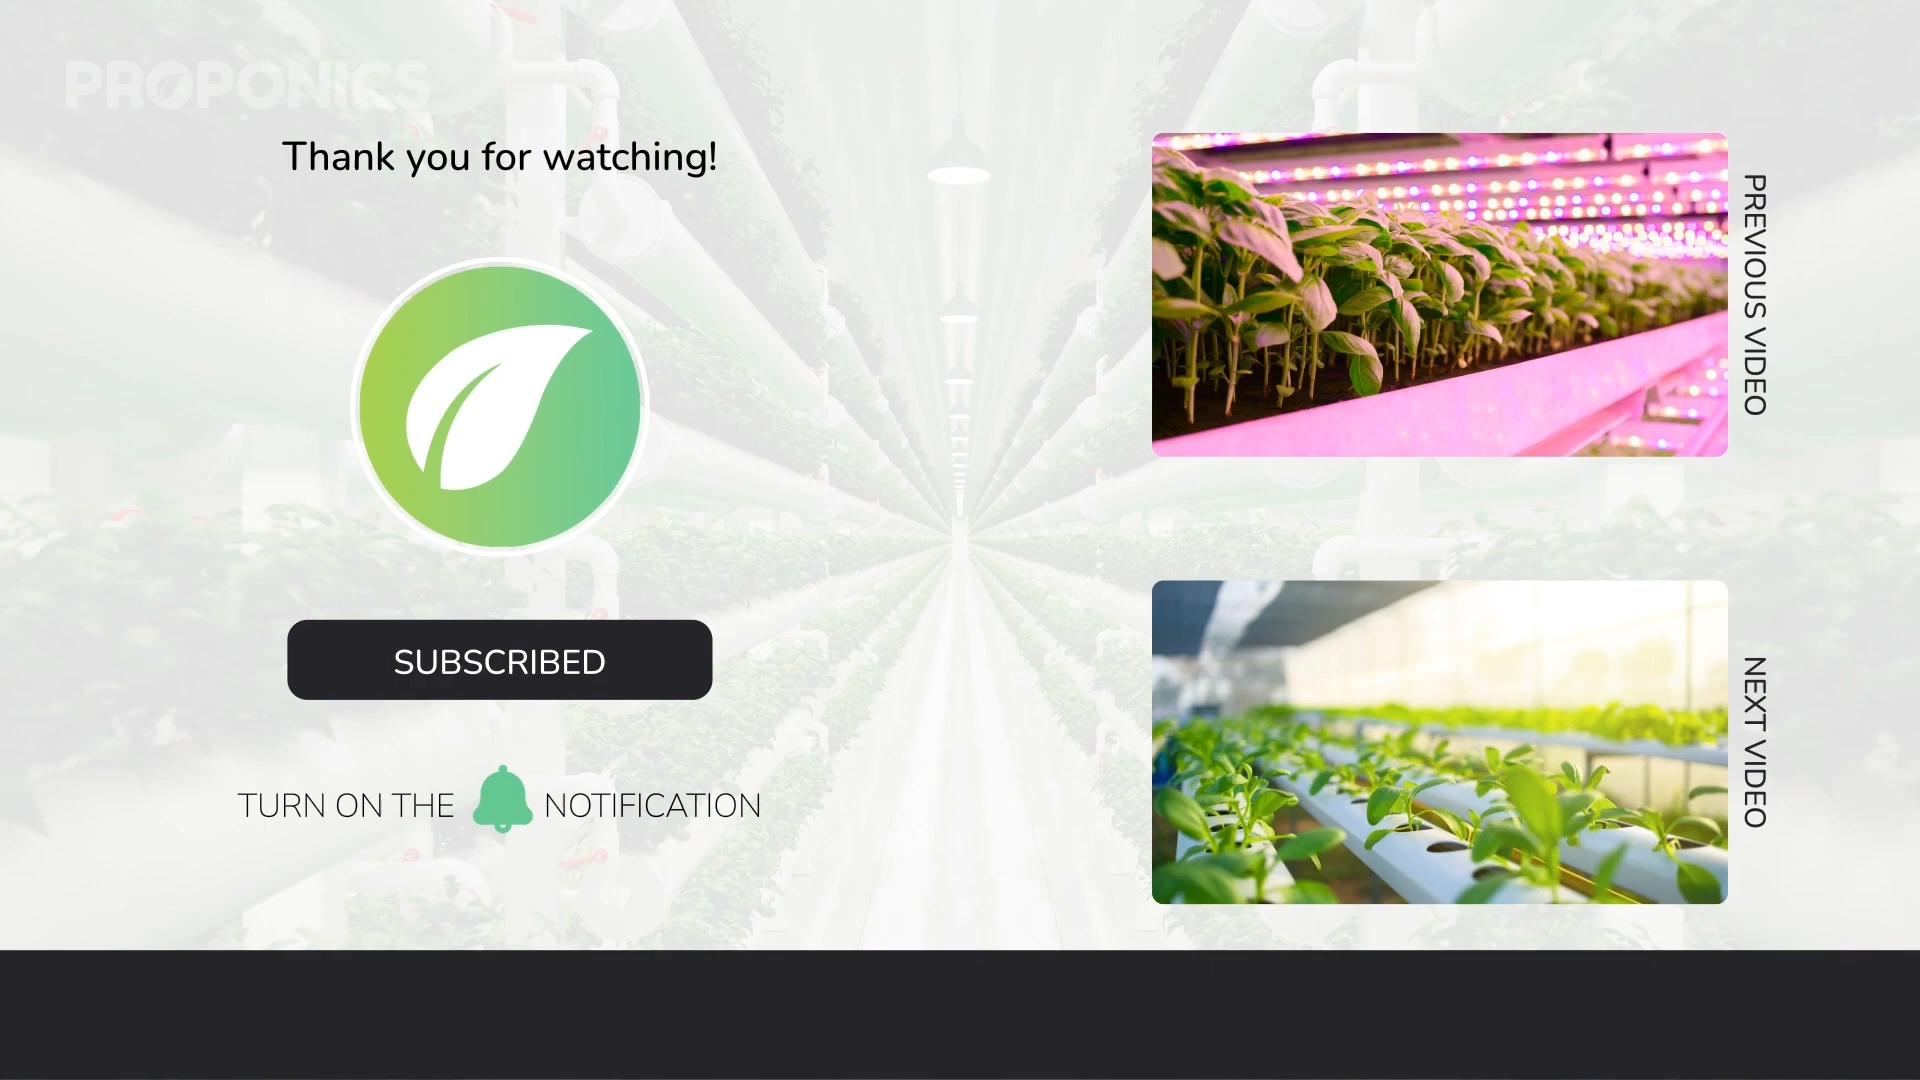 PROPONICS
Thank you for watching!
SUBSCRIBED
TURN ON THE NOTIFICATION
PREVIOUS VIDEO
NEXT VIDEO